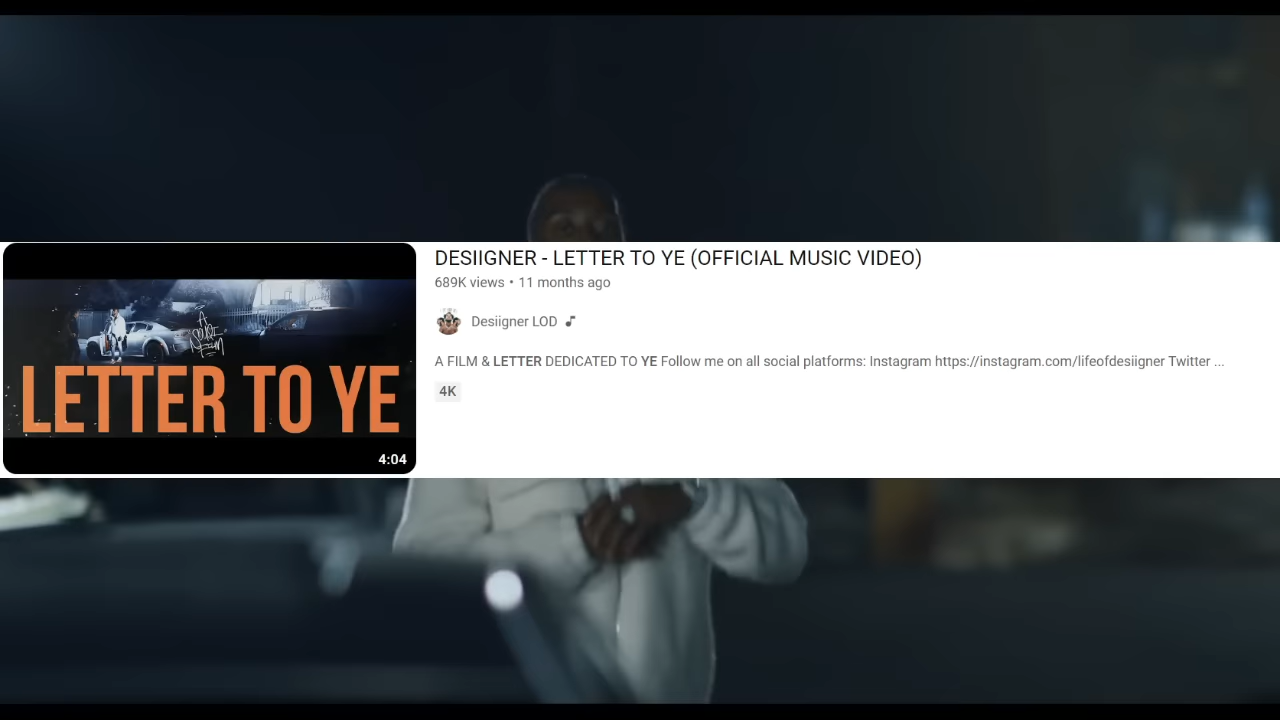 DESIIGNER - LETTER TO YE (OFFICIAL MUSIC VIDEO)
689K views • 11 months ago
Desiigner LOD
A FILM & LETTER DEDICATED TO YE Follow me on all social platforms: Instagram https://instagram.com/lifeofdesiigner Twitter ...
4K
LETTER TO YE
4:04